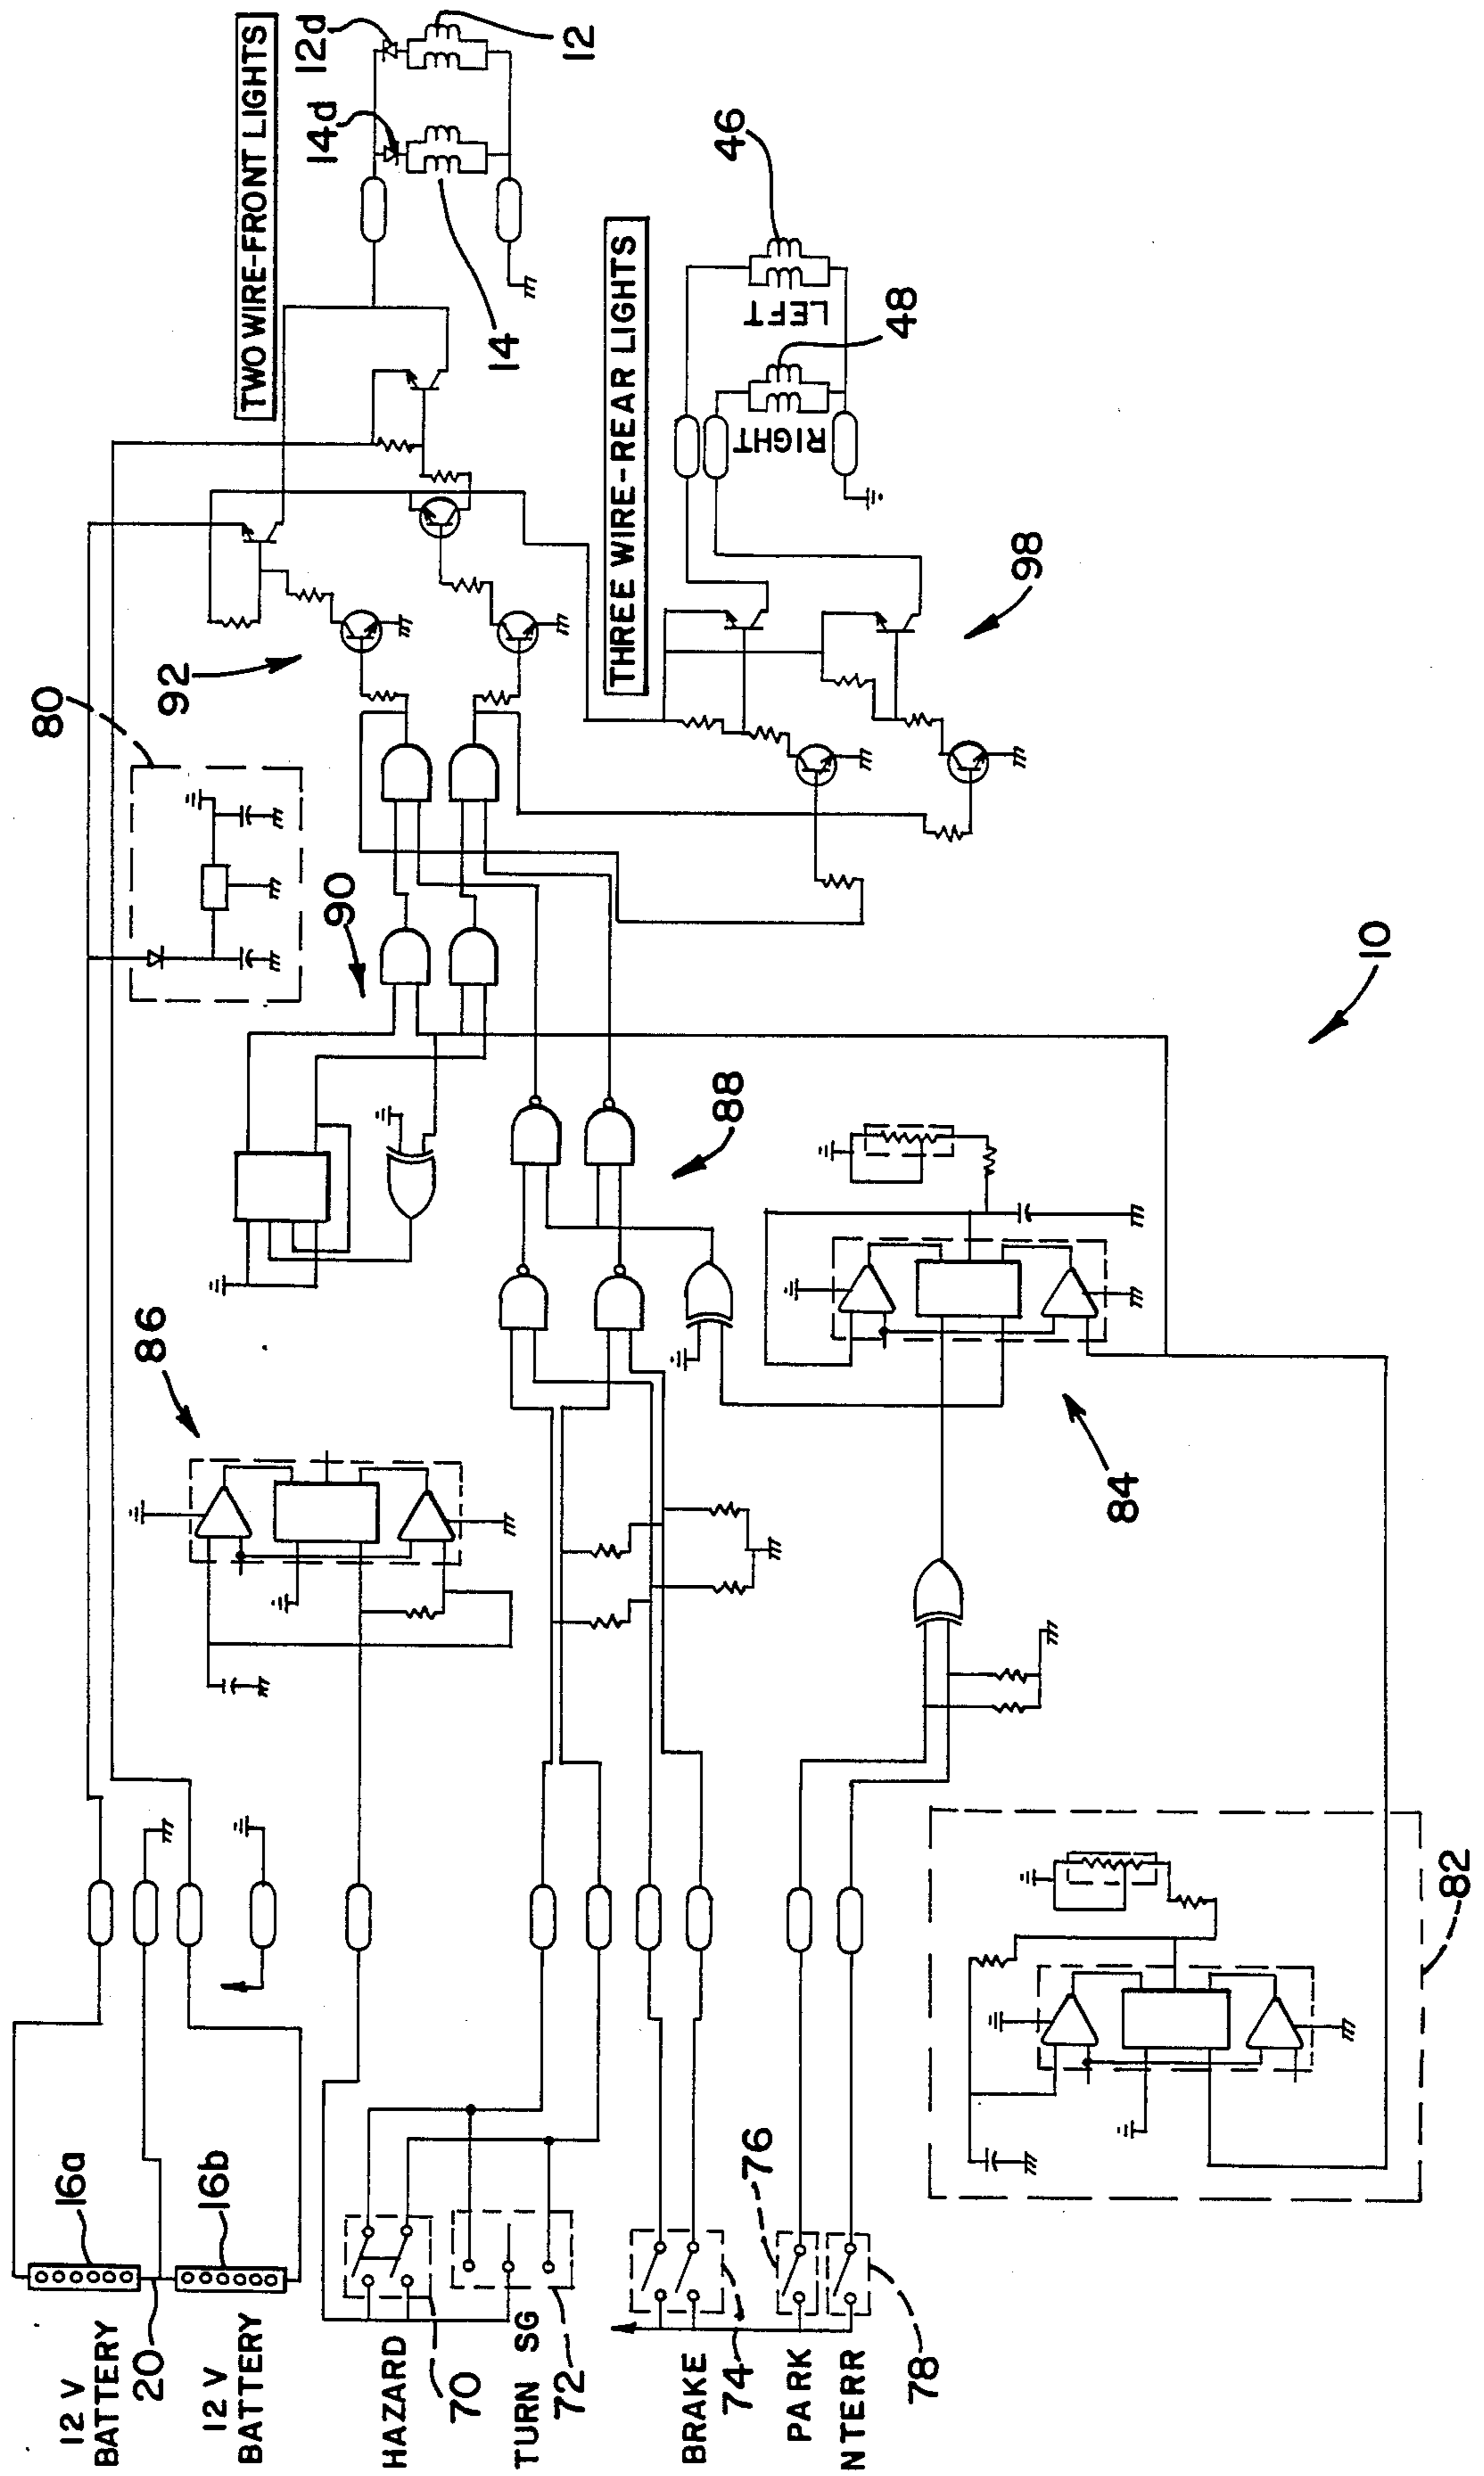 12 V
BATTERY
16a
20
12 V
BATTERY
16b
HAZARD
70
TURN SG
72
BRAKE
74
PARK
76
NTERR
78
82
84
86
88
90
80
92
10
98
TWO WIRE-FRONT LIGHTS
12d
14d
12
14
THREE WIRE-REAR LIGHTS
46
LEFT
48
RIGHT